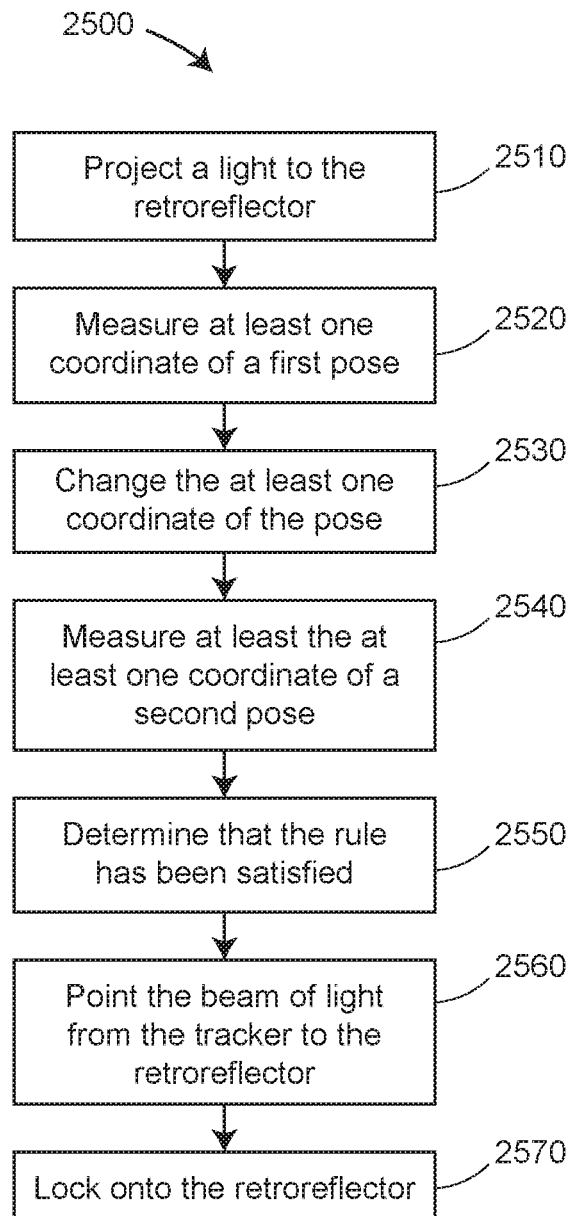 2500
Project a light to the
retroreflector
2510
Measure at least one
coordinate of a first pose
2520
Change the at least one
coordinate of the pose
2530
Measure at least the at
least one coordinate of a
second pose
2540
Determine that the rule
has been satisfied
2550
Point the beam of light
from the tracker to the
retroreflector
2560
Lock onto the retroreflector
2570